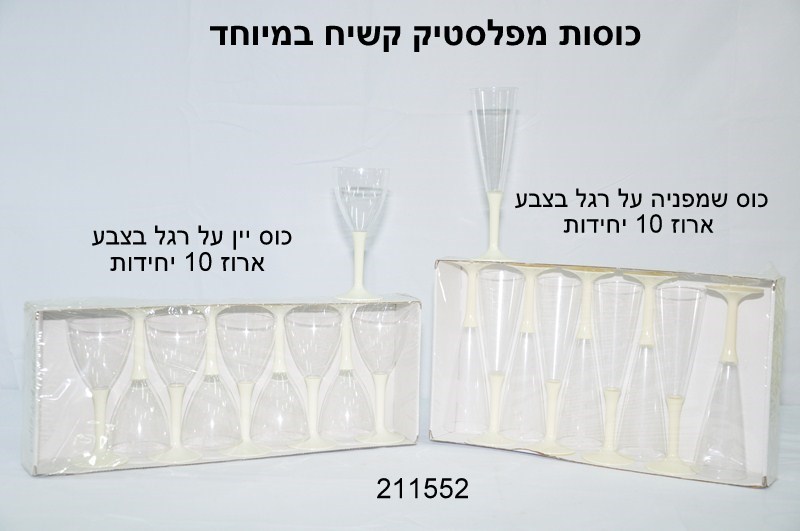 כוסות מפלסטיק קשיח במיוחד
כוס שמפניה על רגל בצבע
ארוז 10 יחידות
כוס יין על רגל בצבע
ארוז 10 יחידות
211552